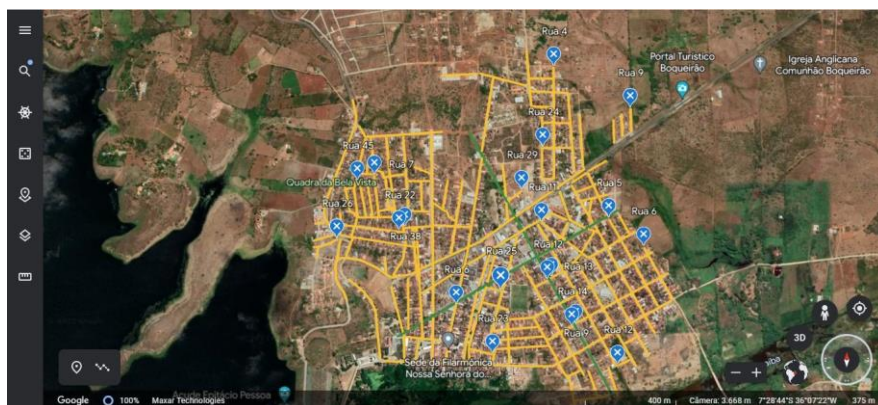 Rua 4
Portal Turístico
Boqueirão
Igreja Anglicana
Comunhão Boqueirão
Rua 9
Rua 24
Rua 45
Rua 7
Rua 29
Quadra da Bela Vista
Rua 11
Rua 5
Rua 26
Rua 22
Rua 6
Rua 38
Rua 12
Rua 25
Rua 13
Rua 6
Rua 14
Rua 23
Rua 9
Rua 12
Sede da Filarmônica
Nossa Senhora do...
3D
Açude Epitácio Pessoa
Google
100%
Maxar Technologies
400 m
Câmera: 3.668 m
7°28'44"S 36°07'22"W
375 m